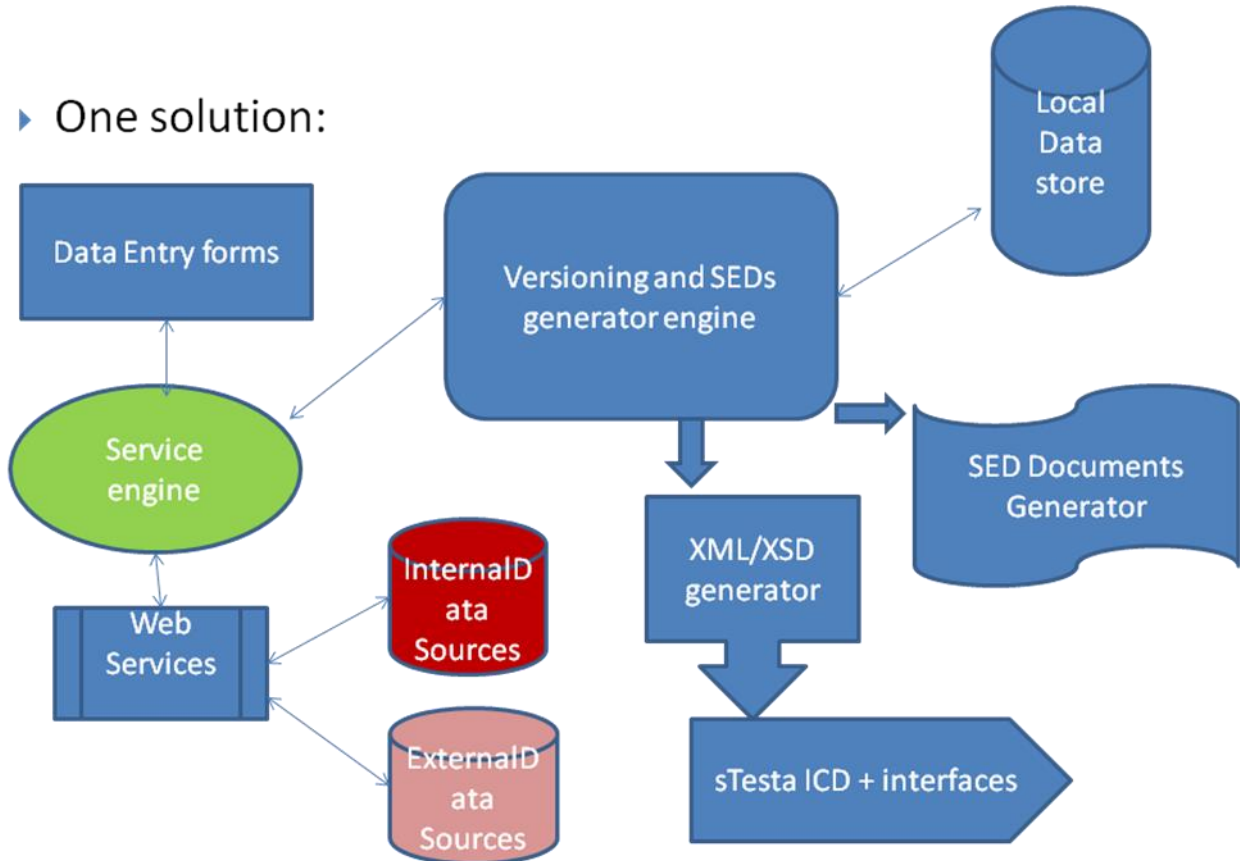 One solution:
Local
Data
store
Data Entry forms
Versioning and SEDs
generator engine
Service
engine
SED Documents
Generator
XML/XSD
generator
InternalD
ata
Sources
Web
Services
ExternalD
ata
Sources
sTesta ICD + interfaces